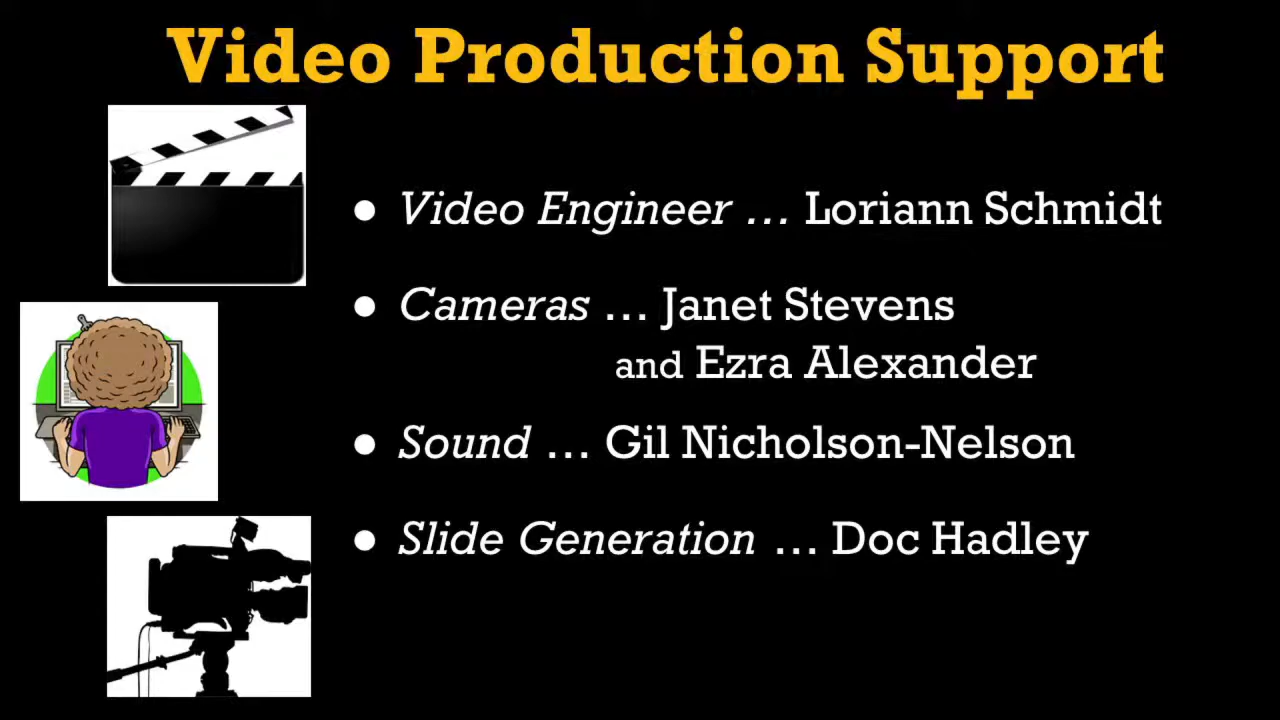 Video Production Support
● Video Engineer … Loriann Schmidt
● Cameras … Janet Stevens
and Ezra Alexander
● Sound … Gil Nicholson-Nelson
● Slide Generation … Doc Hadley